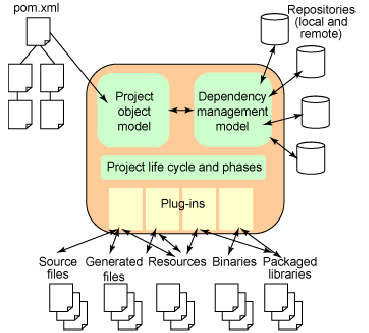 pom.xml
Repositories
(local and
remote)
Project
object
model
Dependency
management
model
Project life cycle and phases
Plug-ins
Source
files
Generated
files
Resources
Binaries
Packaged
libraries